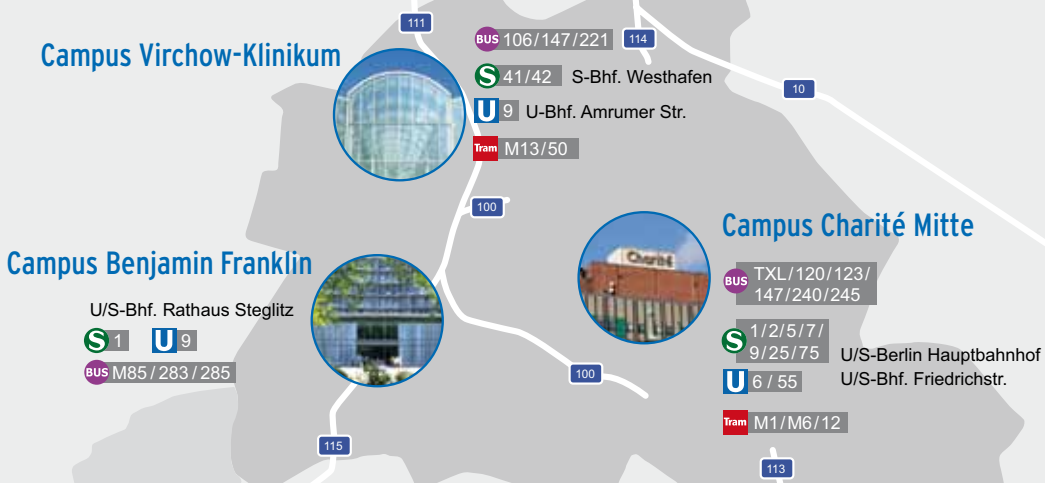 111
Campus Virchow-Klinikum
BUS 106/147/221
114
S 41/42 S-Bhf. Westhafen
10
U 9 U-Bhf. Amrumer Str.
Tram M13/50
100
Campus Charité Mitte
Charité
BUS TXL/120/123/
147/240/245
S 1/2/5/7/
9/25/75
U/S-Berlin Hauptbahnhof
U 6/55
U/S-Bhf. Friedrichstr.
Tram M1/M6/12
Campus Benjamin Franklin
U/S-Bhf. Rathaus Steglitz
S 1 U 9
BUS M85/283/285
100
115
113